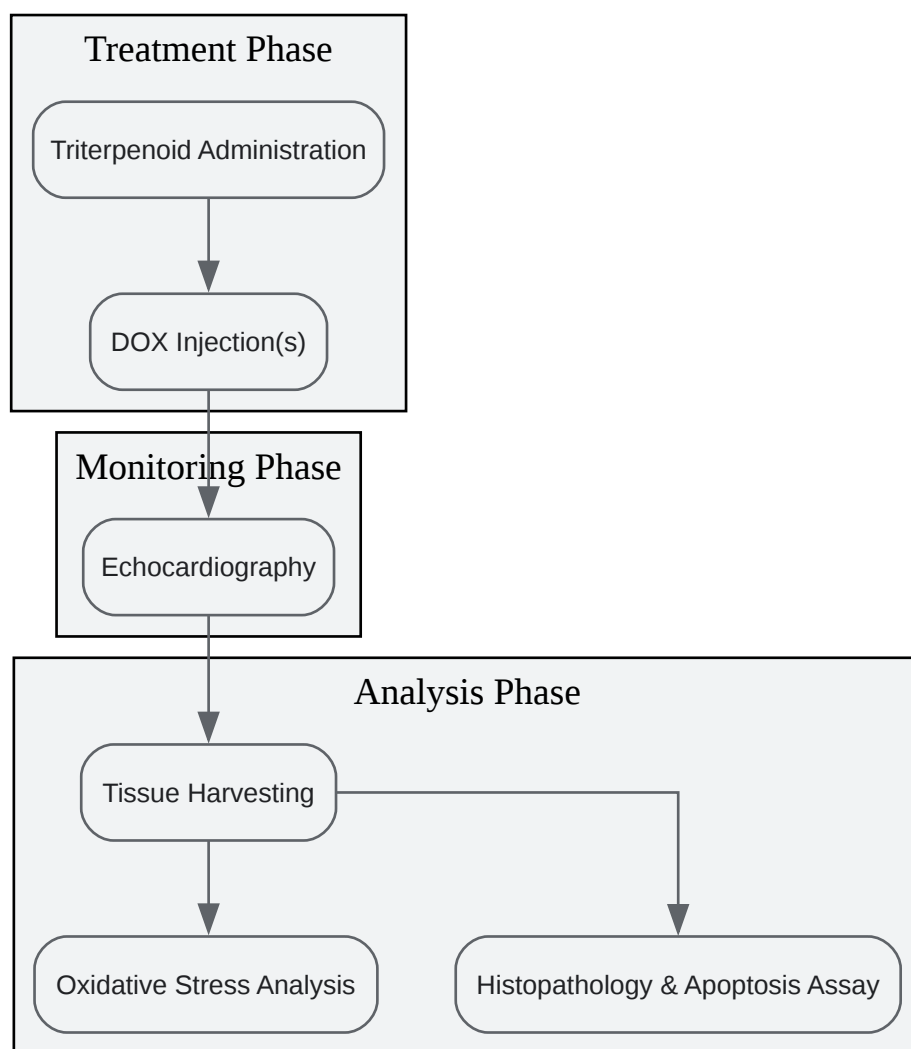 Treatment Phase
Triterpenoid Administration
DOX Injection(s)
Monitoring Phase
Echocardiography
Analysis Phase
Tissue Harvesting
Oxidative Stress Analysis
Histopathology & Apoptosis Assay